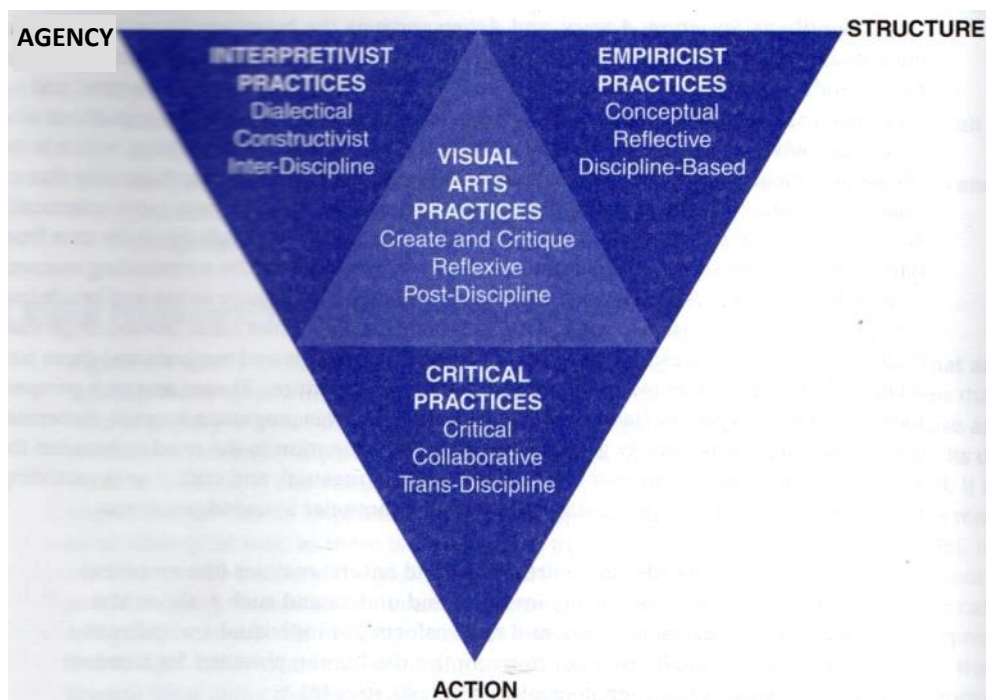 AGENCY
STRUCTURE
INTERPRETIVIST
PRACTICES
Dialectical
Constructivist
Inter-Discipline
EMPIRICIST
PRACTICES
Conceptual
Reflective
Discipline-Based
VISUAL
ARTS
PRACTICES
Create and Critique
Reflexive
Post-Discipline
CRITICAL
PRACTICES
Critical
Collaborative
Trans-Discipline
ACTION